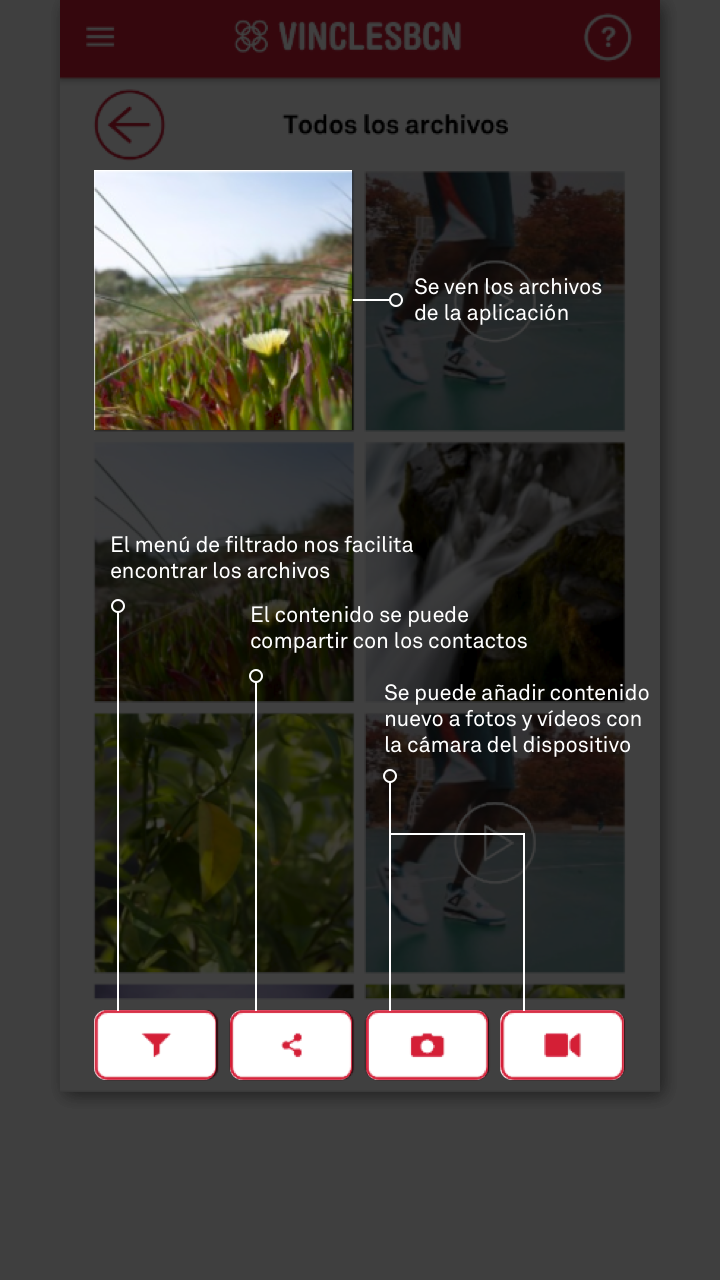 VINCLESBCN
?
Todos los archivos
Se ven los archivos
de la aplicación
El menú de filtrado nos facilita
encontrar los archivos
El contenido se puede
compartir con los contactos
Se puede añadir contenido
nuevo a fotos y vídeos con
la cámara del dispositivo